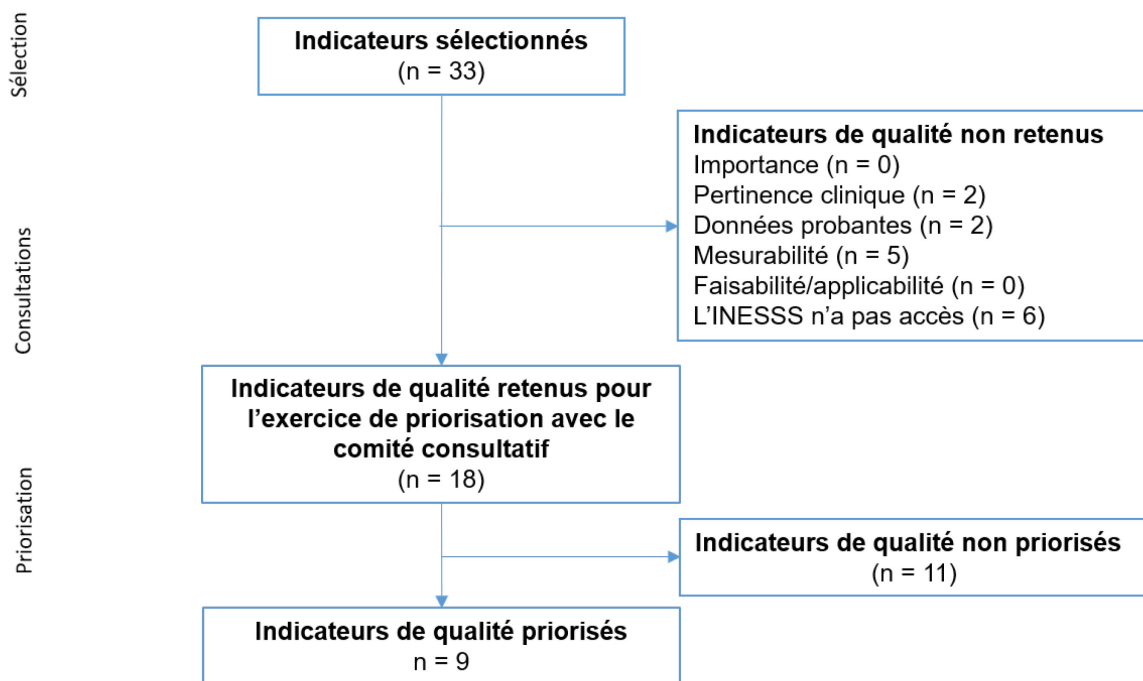 Sélection
Indicateurs sélectionnés
(n = 33)
Consultations
Indicateurs de qualité non retenus
Importance (n = 0)
Pertinence clinique (n = 2)
Données probantes (n = 2)
Mesurabilité (n = 5)
Faisabilité/applicabilité (n = 0)
L’INESSS n’a pas accès (n = 6)
Indicateurs de qualité retenus pour
l’exercice de priorisation avec le
comité consultatif
(n = 18)
Priorisation
Indicateurs de qualité non priorisés
(n = 11)
Indicateurs de qualité priorisés
n = 9